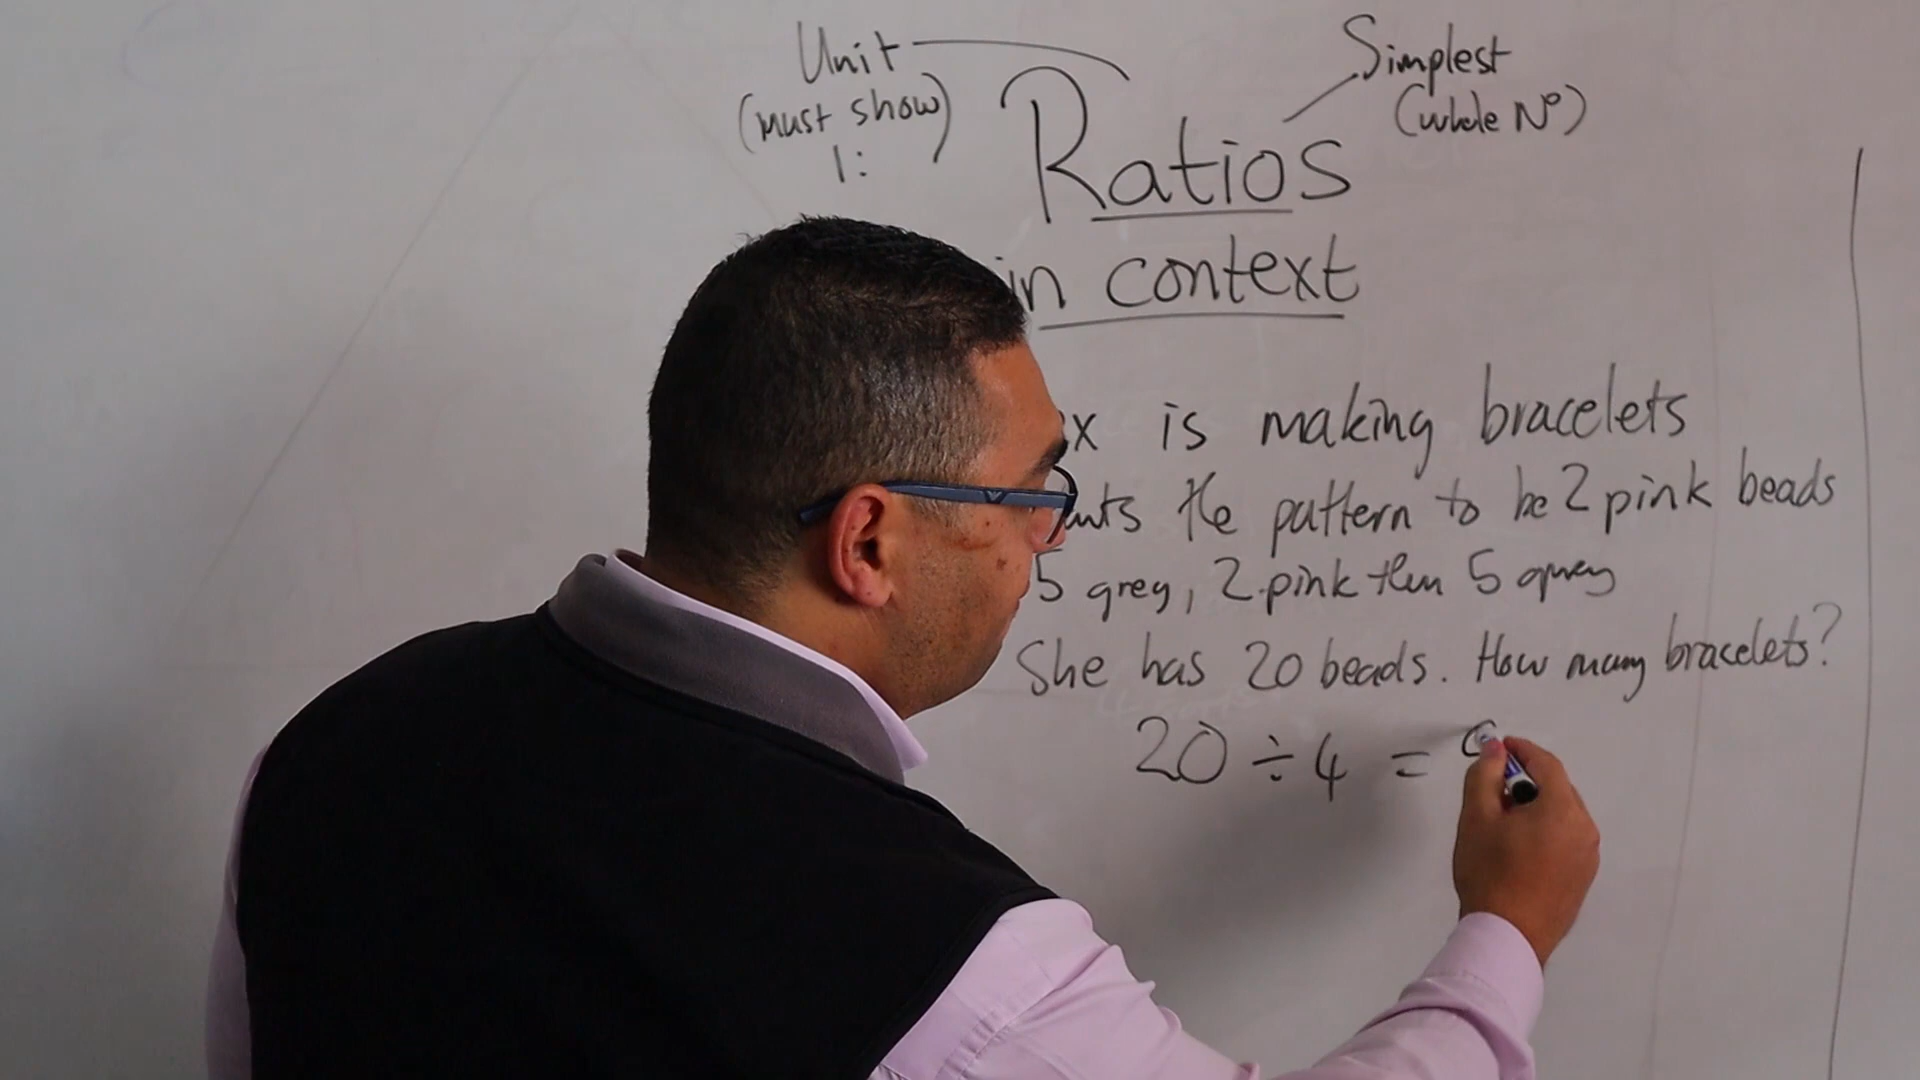 Unit
(must show)
1:
Simplest
(whole Nº)
Ratios
in context
x is making bracelets
nts the pattern to be 2 pink beads
5 grey, 2 pink then 5 grey
She has 20 beads. How many bracelets?
20 ÷ 4 =